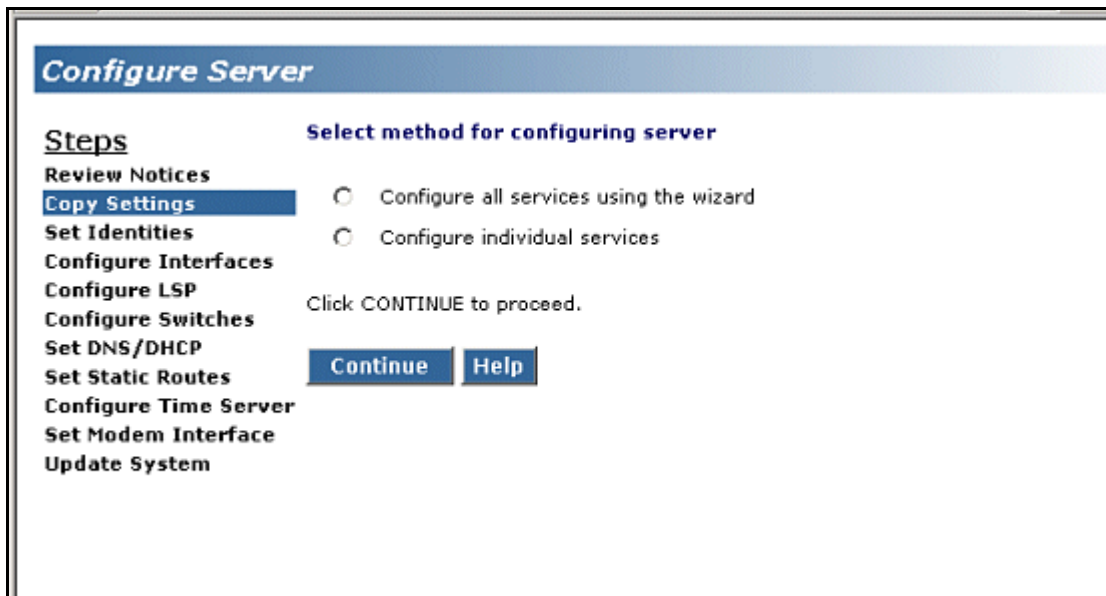 Configure Server
Steps
Review Notices
Copy Settings
Set Identities
Configure Interfaces
Configure LSP
Configure Switches
Set DNS/DHCP
Set Static Routes
Configure Time Server
Set Modem Interface
Update System
Select method for configuring server
Configure all services using the wizard
Configure individual services
Click CONTINUE to proceed.
Continue
Help